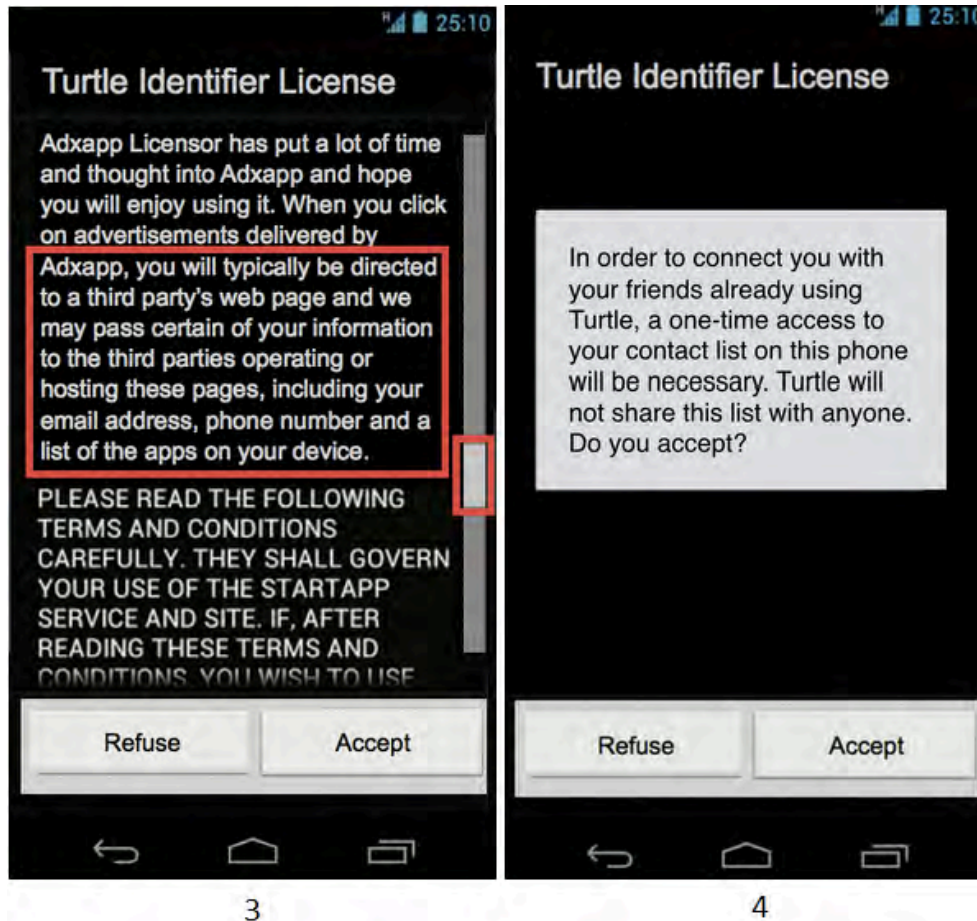 H 25:10
Turtle Identifier License
Adxapp Licensor has put a lot of time
and thought into Adxapp and hope
you will enjoy using it. When you click
on advertisements delivered by
Adxapp, you will typically be directed
to a third party's web page and we
may pass certain of your information
to the third parties operating or
hosting these pages, including your
email address, phone number and a
list of the apps on your device.
PLEASE READ THE FOLLOWING
TERMS AND CONDITIONS
CAREFULLY. THEY SHALL GOVERN
YOUR USE OF THE STARTAPP
SERVICE AND SITE. IF, AFTER
READING THESE TERMS AND
CONDITIONS, YOU WISH TO USE
Refuse Accept
3
H 25:10
Turtle Identifier License
In order to connect you with
your friends already using
Turtle, a one-time access to
your contact list on this phone
will be necessary. Turtle will
not share this list with anyone.
Do you accept?
Refuse Accept
4